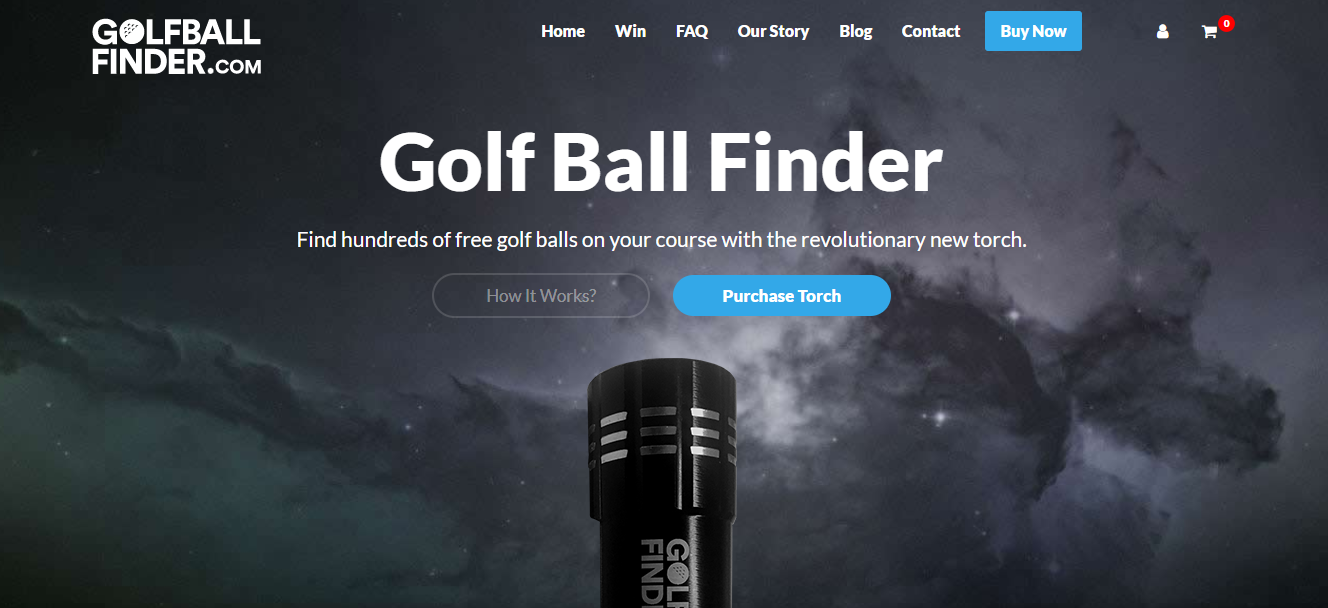 GOLFBALL
FINDER.COM
Home Win FAQ Our Story Blog Contact Buy Now 0
Golf Ball Finder
Find hundreds of free golf balls on your course with the revolutionary new torch.
How It Works? Purchase Torch
GOLF
FIND